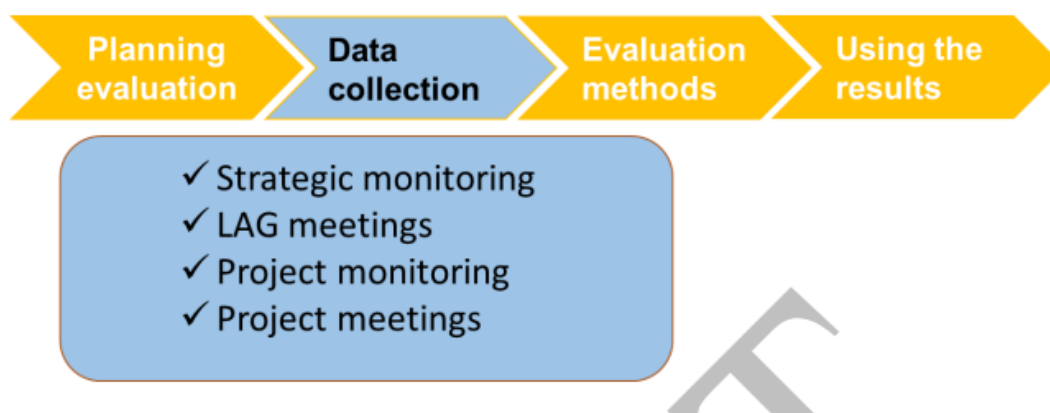 Planning
evaluation
Data
collection
Evaluation
methods
Using the
results
✓ Strategic monitoring
✓ LAG meetings
✓ Project monitoring
✓ Project meetings
T